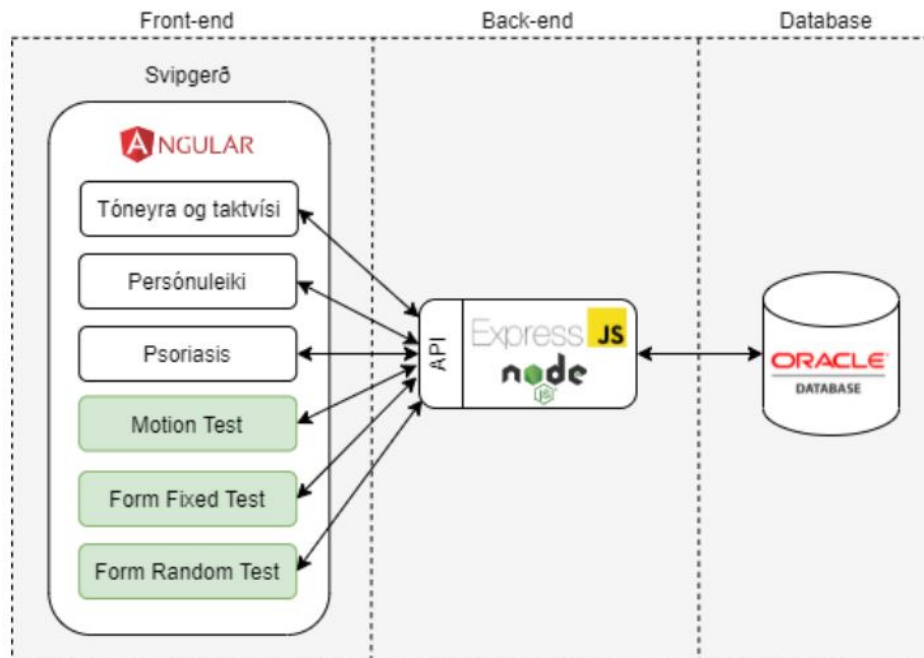 Front-end
Back-end
Database
Svipgerð
ANGULAR
Tóneyra og taktvísi
Persónuleiki
Psoriasis
Motion Test
Form Fixed Test
Form Random Test
API
Express JS
node
JS
ORACLE
DATABASE